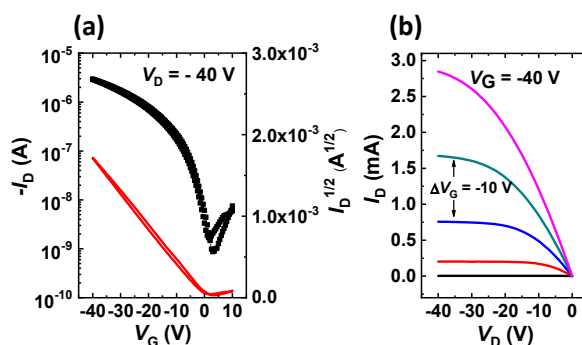 (a)
V_D = - 40 V
-I_D (A)
10^-5
10^-6
10^-7
10^-8
10^-9
10^-10
3.0x10^-3
2.0x10^-3
1.0x10^-3
0.0
I_D^1/2 (A^1/2)
-40 -30 -20 -10 0 10
V_G (V)
(b)
V_G = -40 V
I_D (mA)
3.0
2.5
2.0
1.5
1.0
0.5
0.0
ΔV_G = -10 V
-40 -30 -20 -10 0
V_D (V)